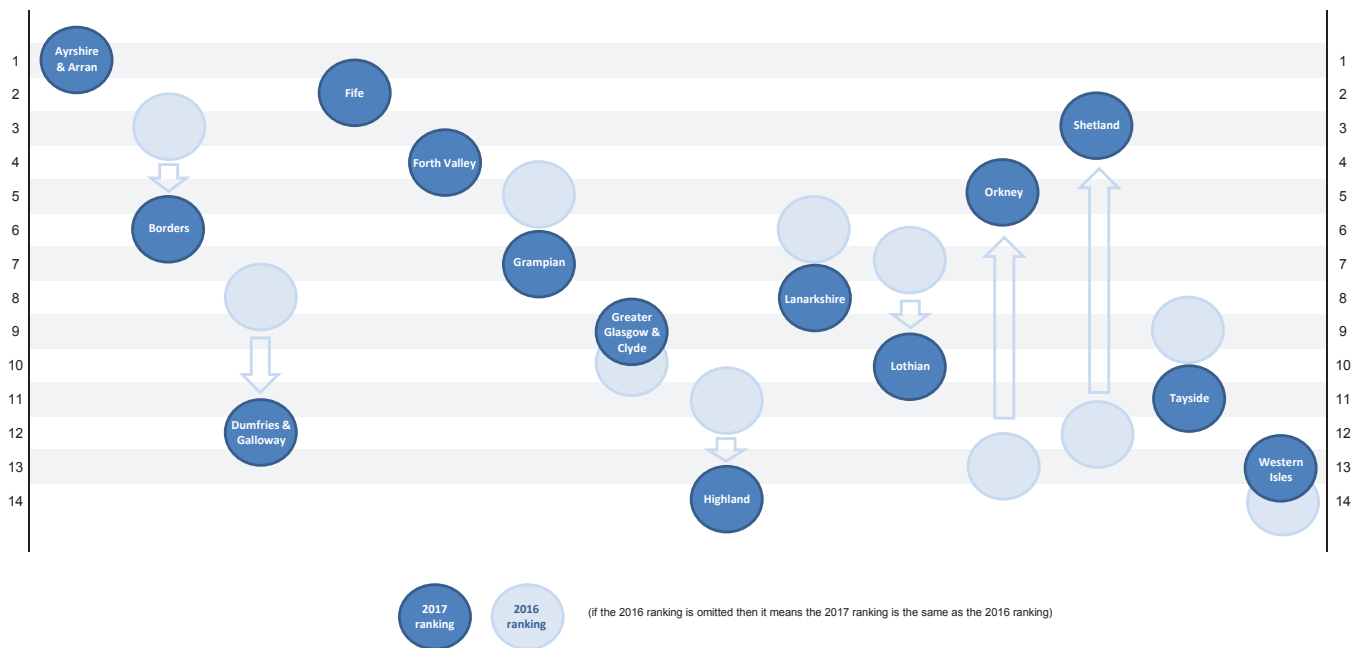 1
2
3
4
5
6
7
8
9
10
11
12
13
14
Ayrshire
& Arran
Borders
Dumfries &
Galloway
Fife
Forth Valley
Grampian
Greater
Glasgow &
Clyde
Highland
Lanarkshire
Lothian
Orkney
Shetland
Tayside
Western
Isles
1
2
3
4
5
6
7
8
9
10
11
12
13
14
2017
ranking
2016
ranking
(if the 2016 ranking is omitted then it means the 2017 ranking is the same as the 2016 ranking)